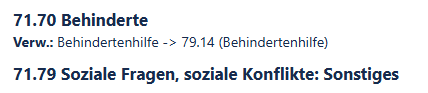 71.70 Behinderte
Verw.: Behindertenhilfe -> 79.14 (Behindertenhilfe)
71.79 Soziale Fragen, soziale Konflikte: Sonstiges